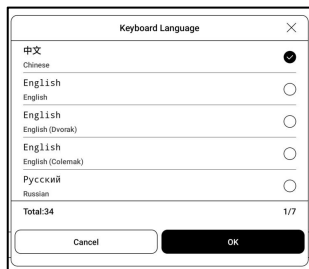 Keyboard Language
中文
Chinese
English
English
English
English (Dvorak)
English
English (Colemak)
Русский
Russian
Total:34 1/7
Cancel OK